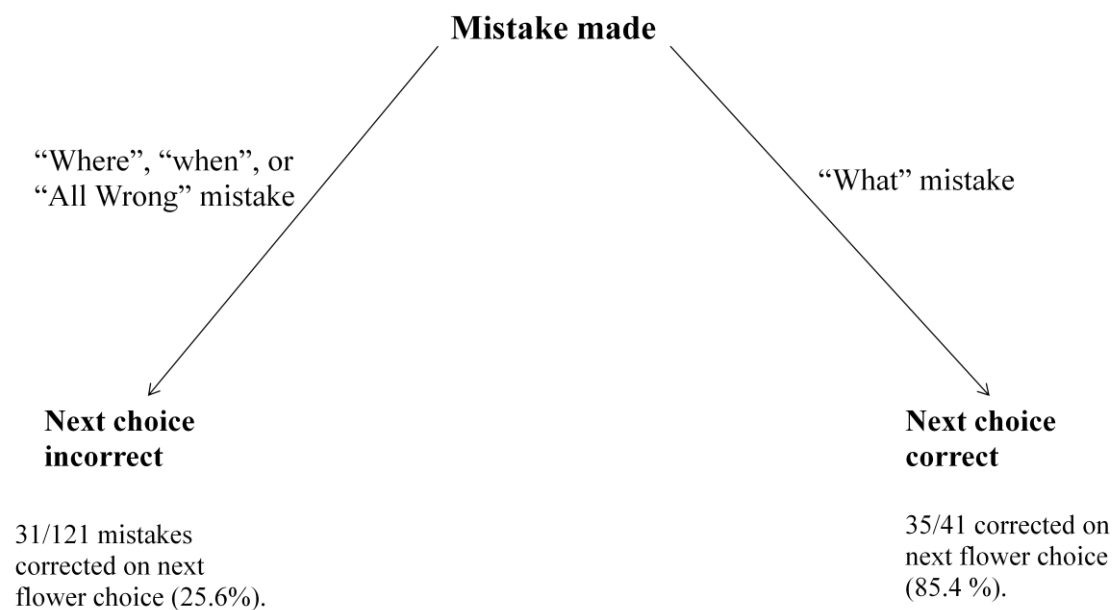 Mistake made
“Where”, “when”, or
“All Wrong” mistake
“What” mistake
Next choice
incorrect
Next choice
correct
31/121 mistakes
corrected on next
flower choice (25.6%).
35/41 corrected on
next flower choice
(85.4 %).